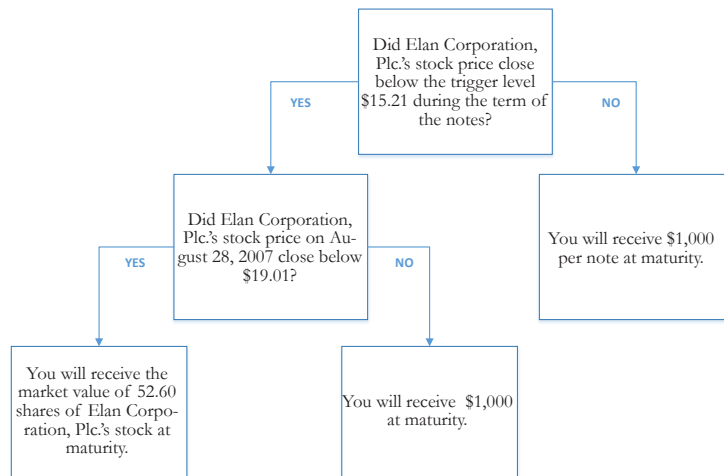 Did Elan Corporation,
Plc.'s stock price close
below the trigger level
$15.21 during the term of
the notes?
YES
NO
Did Elan Corporation,
Plc.'s stock price on Au-
gust 28, 2007 close below
$19.01?
You will receive $1,000
per note at maturity.
YES
NO
You will receive the
market value of 52.60
shares of Elan Corpo-
ration, Plc.'s stock at
maturity.
You will receive $1,000
at maturity.